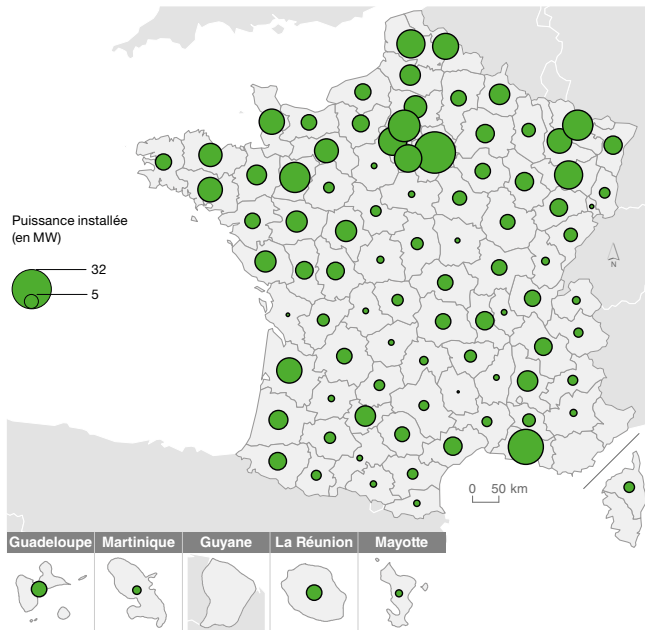 Puissance installée
(en MW)
32
5
N
0 50 km
Guadeloupe Martinique Guyane La Réunion Mayotte